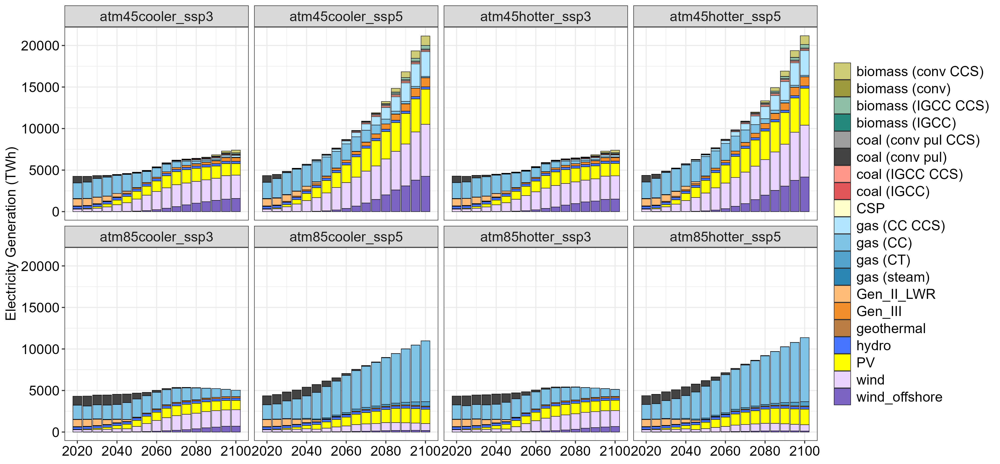 atm45cooler_ssp3
atm45cooler_ssp5
atm45hotter_ssp3
atm45hotter_ssp5
20000
15000
10000
5000
0
atm85cooler_ssp3
atm85cooler_ssp5
atm85hotter_ssp3
atm85hotter_ssp5
20000
15000
10000
5000
0
Electricity Generation (TWh)
2020 2040 2060 2080 2100
2020 2040 2060 2080 2100
2020 2040 2060 2080 2100
2020 2040 2060 2080 2100
biomass (conv CCS)
biomass (conv)
biomass (IGCC CCS)
biomass (IGCC)
coal (conv pul CCS)
coal (conv pul)
coal (IGCC CCS)
coal (IGCC)
CSP
gas (CC CCS)
gas (CC)
gas (CT)
gas (steam)
Gen_II_LWR
Gen_III
geothermal
hydro
PV
wind
wind_offshore